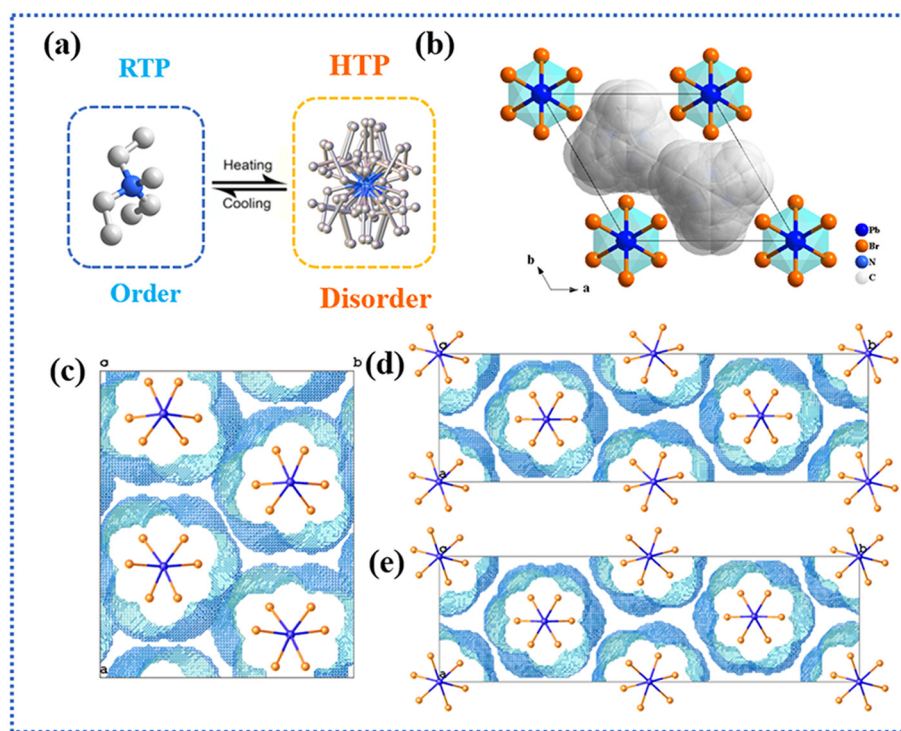 (a)
RTP
HTP
Heating
Cooling
Order
Disorder
(b)
b
a
Pb
Br
N
C
(c)
o
b
a
(d)
o
b
a
(e)
o
b
a